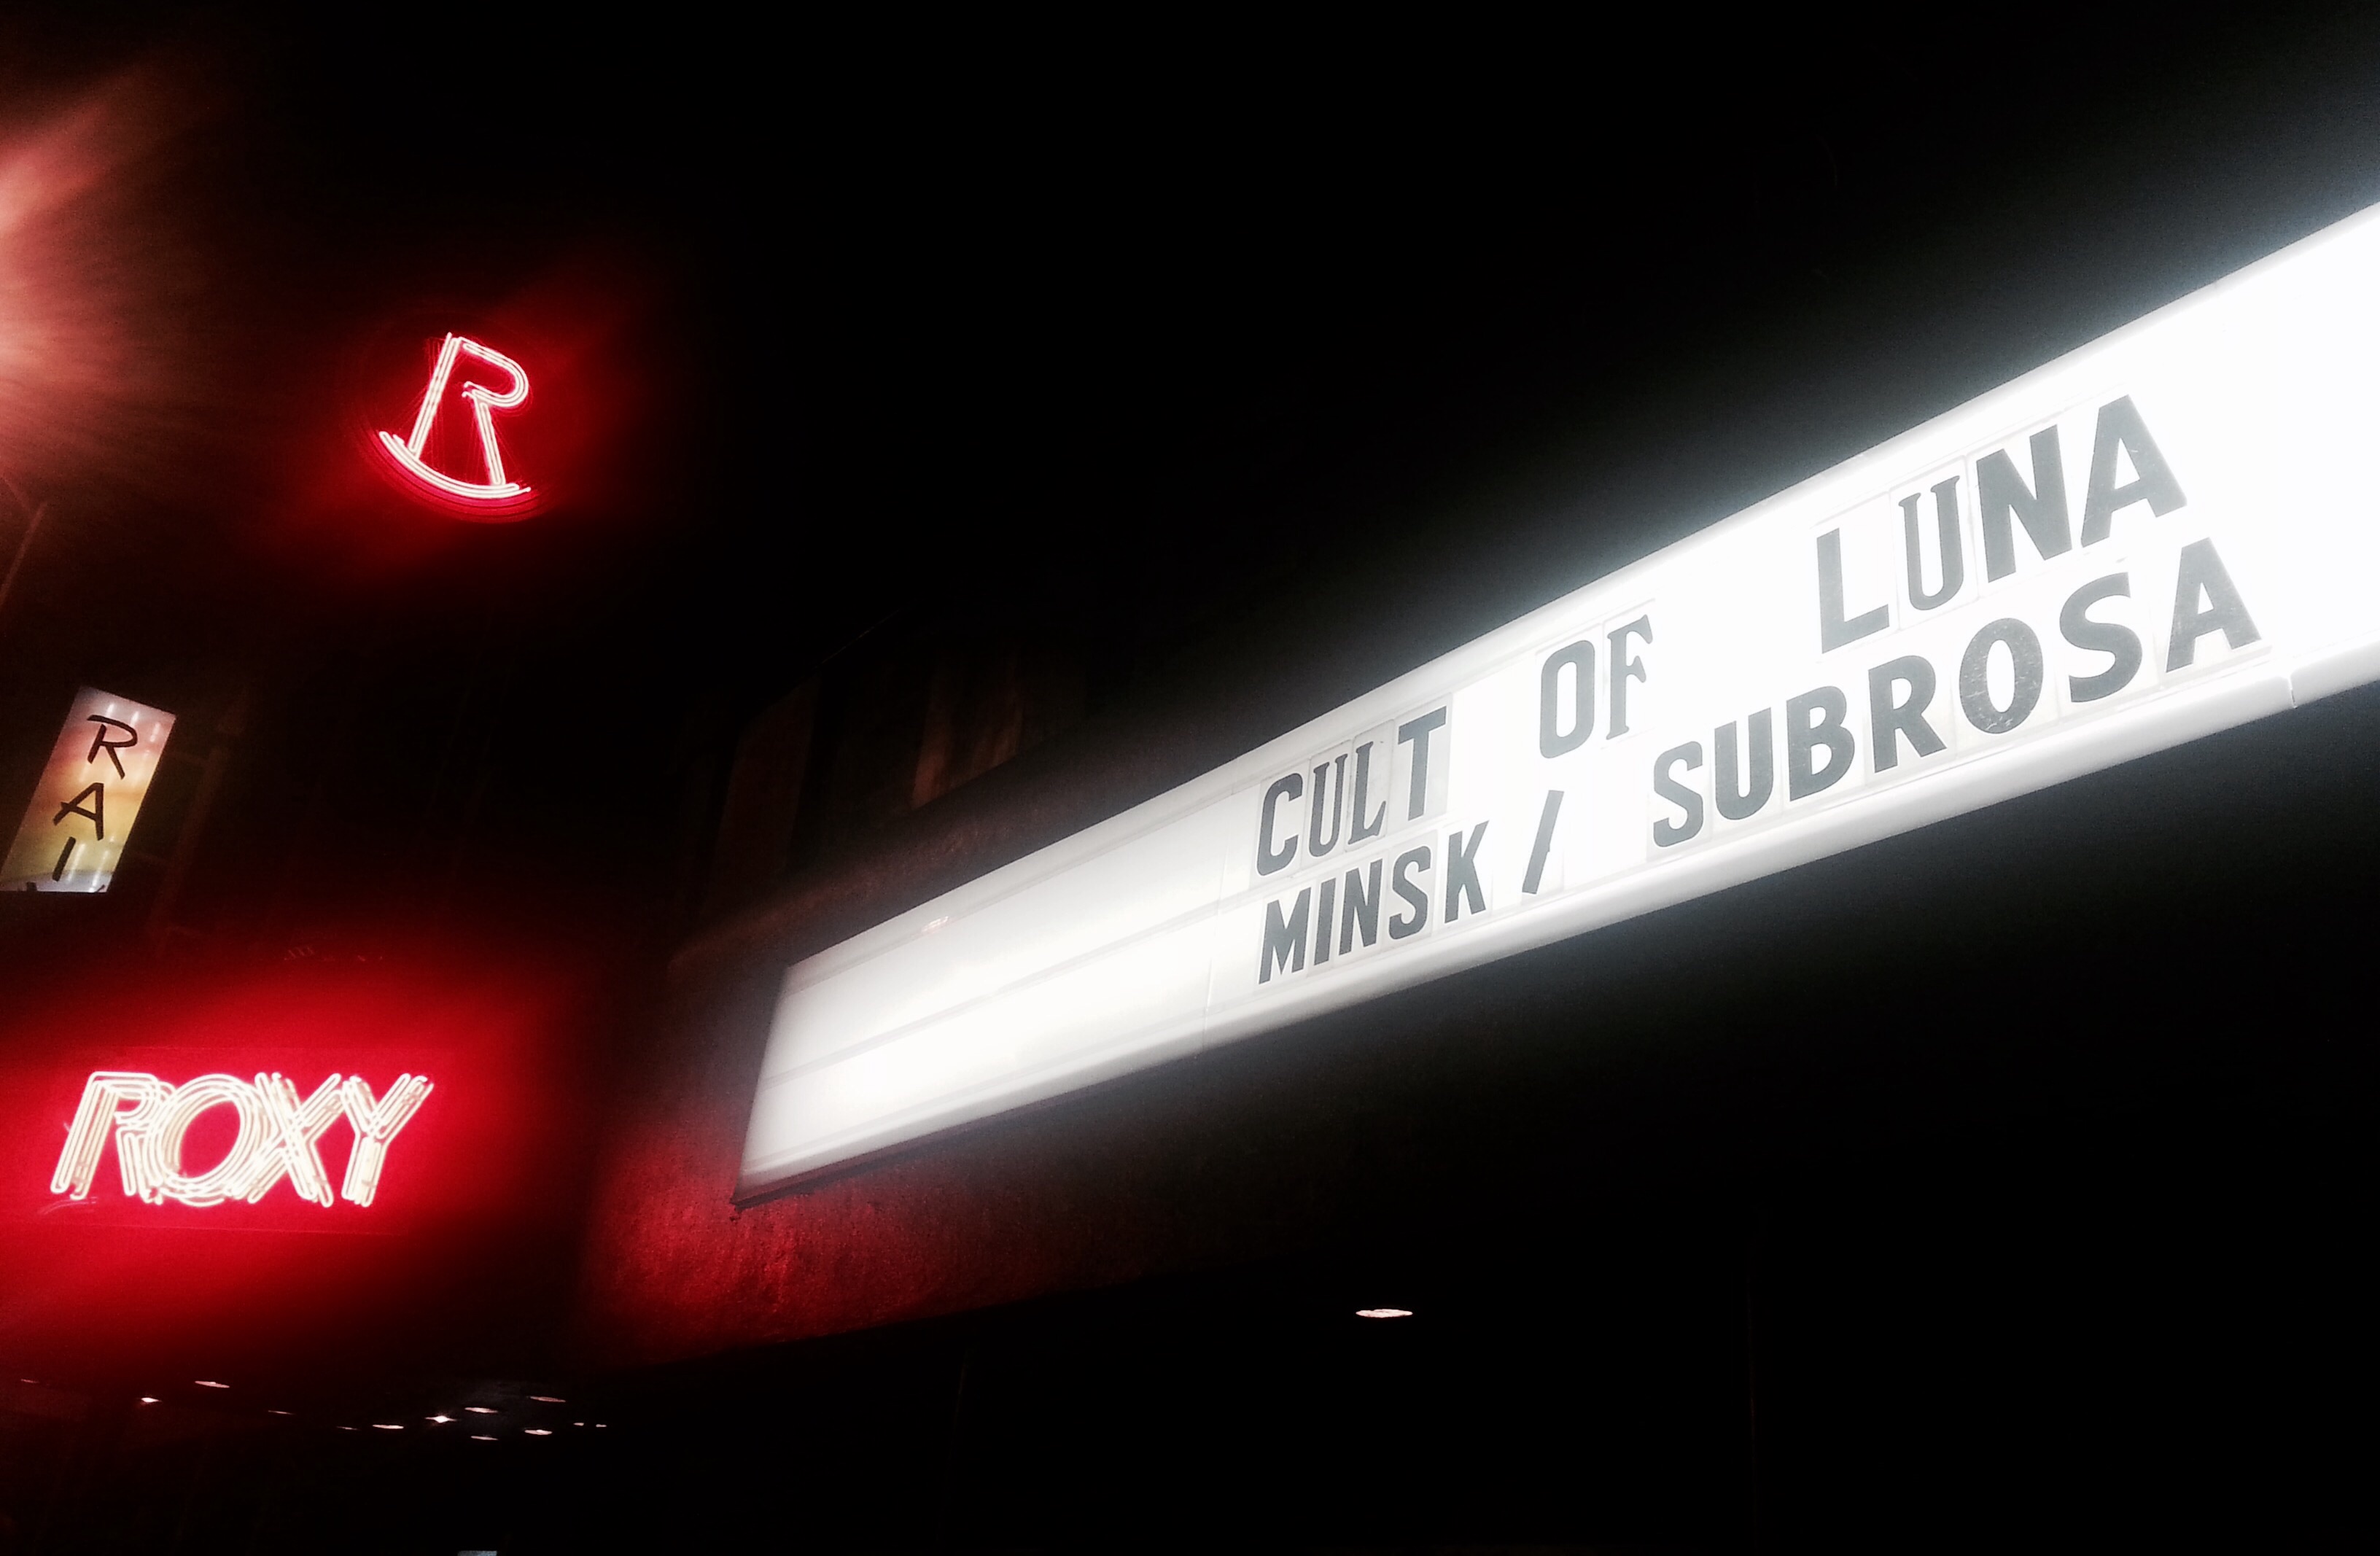 R
RAI
ROXY
CULT OF LUNA
MINSK / SUBROSA